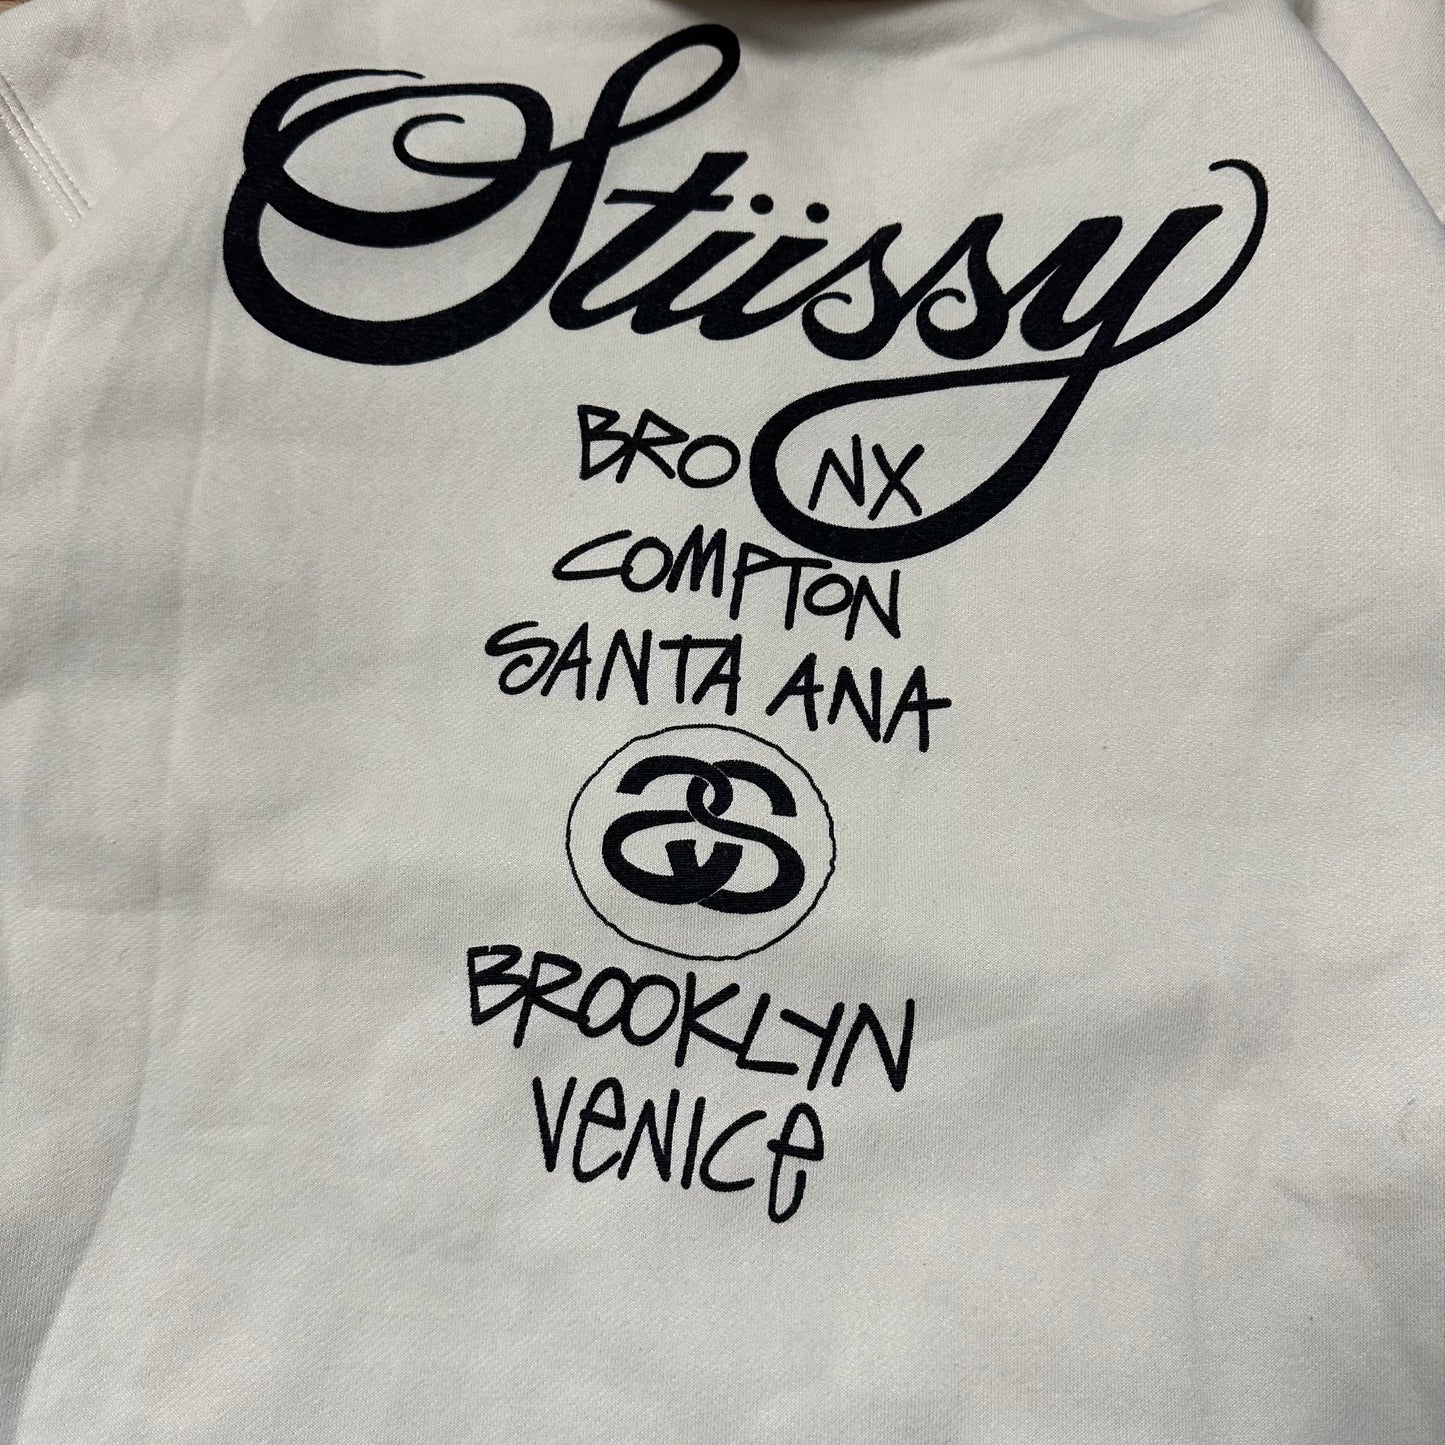 Stüssy
BRONX
COMPTON
SANTA ANA
SS
BROOKLYN
VENICE